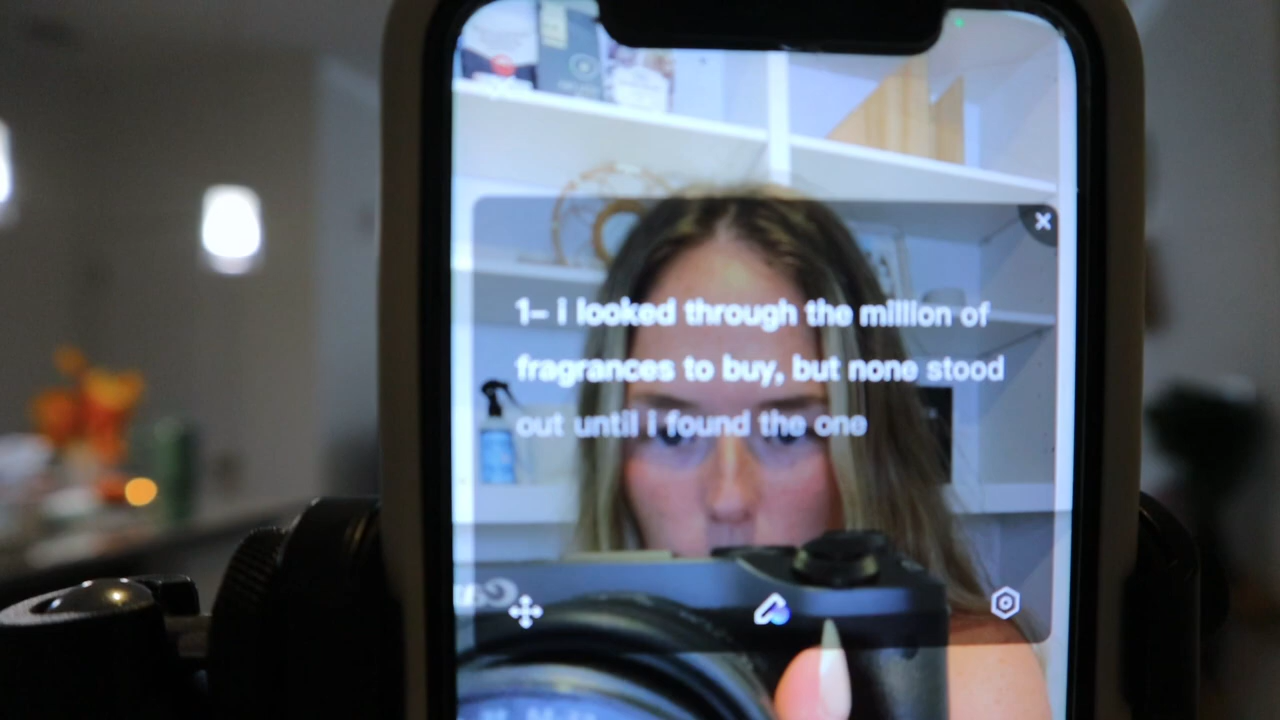 1– i looked through the million of
fragrances to buy, but none stood
out until i found the one